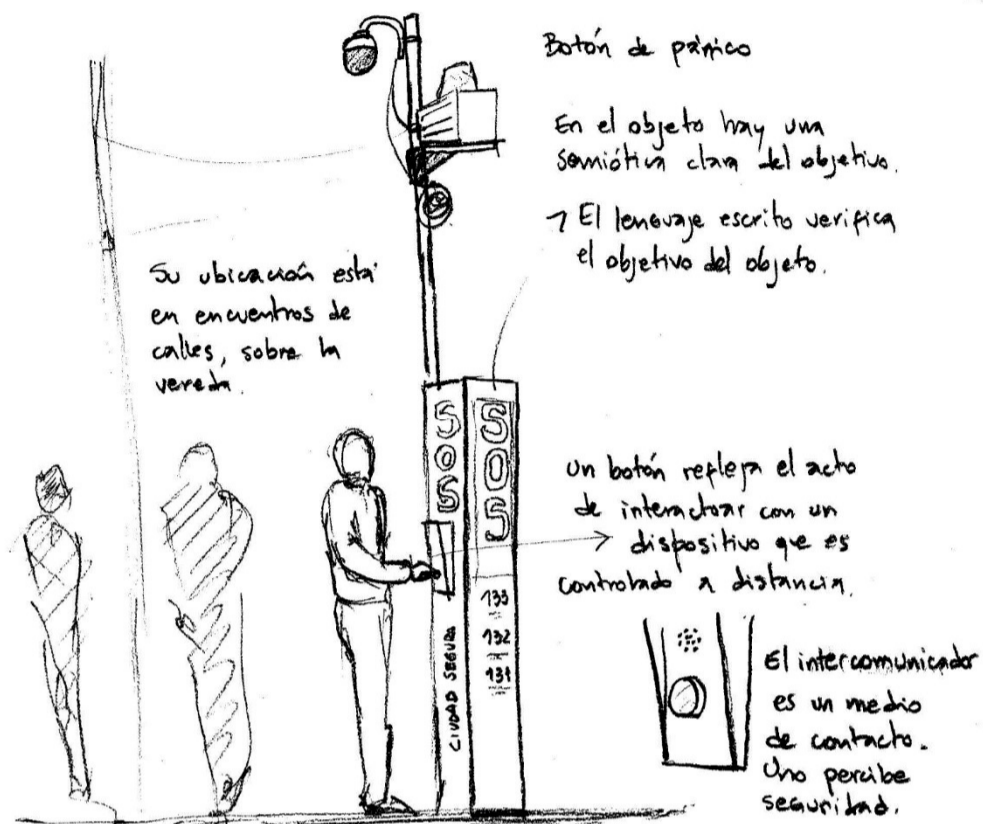 Botón de pánico
En el objeto hay una
semiótica clara del objetivo.
→ El lenguaje escrito verifica
el objetivo del objeto.
Su ubicación está
en encuentros de
calles, sobre la
vereda.
SOS
SOS
133
132
131
CIUDAD SEGURA
Un botón refleja el acto
de interactuar con un
dispositivo que es
controlado a distancia.
El intercomunicador
es un medio
de contacto.
Uno percibe
seguridad.